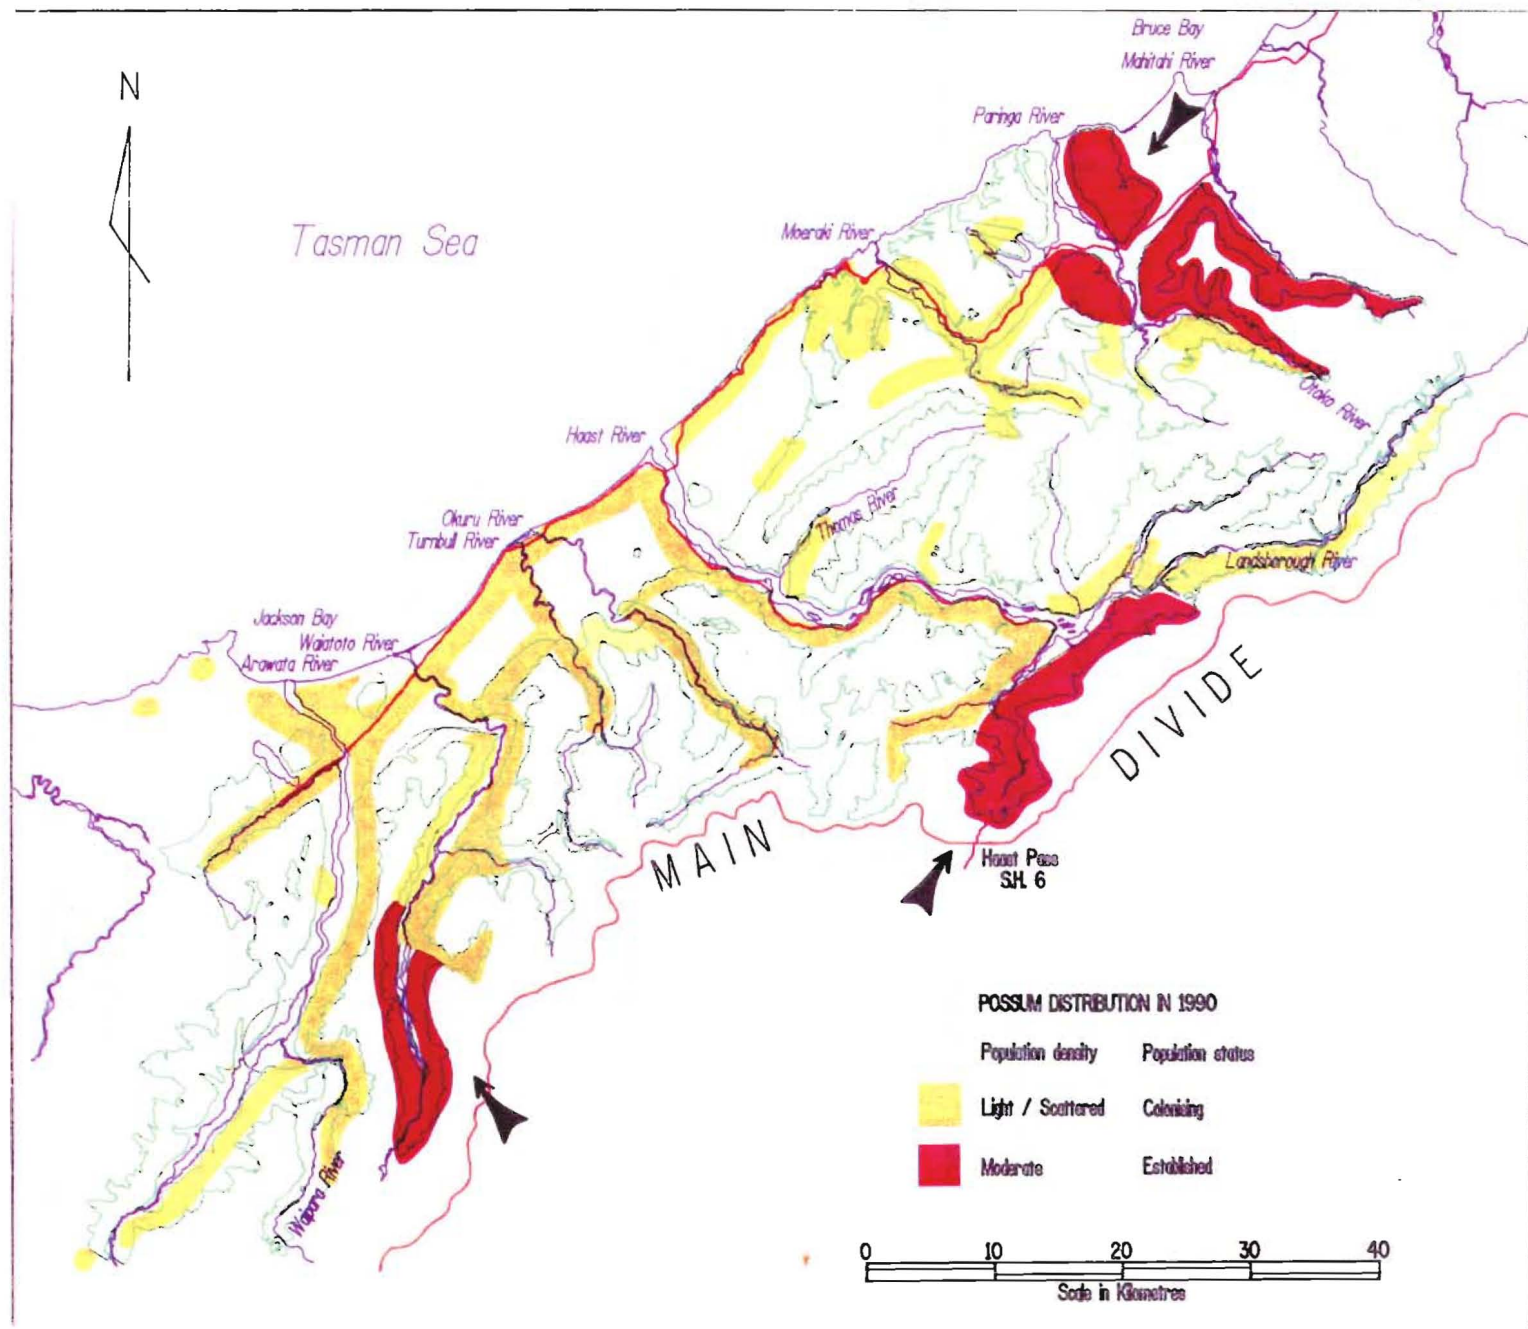 Bruce Bay
Mahitahi River
N
Paringa River
Tasman Sea
Moeraki River
Otoko River
Haast River
Thomas River
Okuru River
Turnbull River
Landsborough River
Jackson Bay
Waiatoto River
Arawata River
MAIN DIVIDE
Haast Pass
S.H. 6
Waipara River
POSSUM DISTRIBUTION IN 1990
Population density Population status
Light / Scattered Colonising
Moderate Established
0 10 20 30 40
Scale in Kilometres